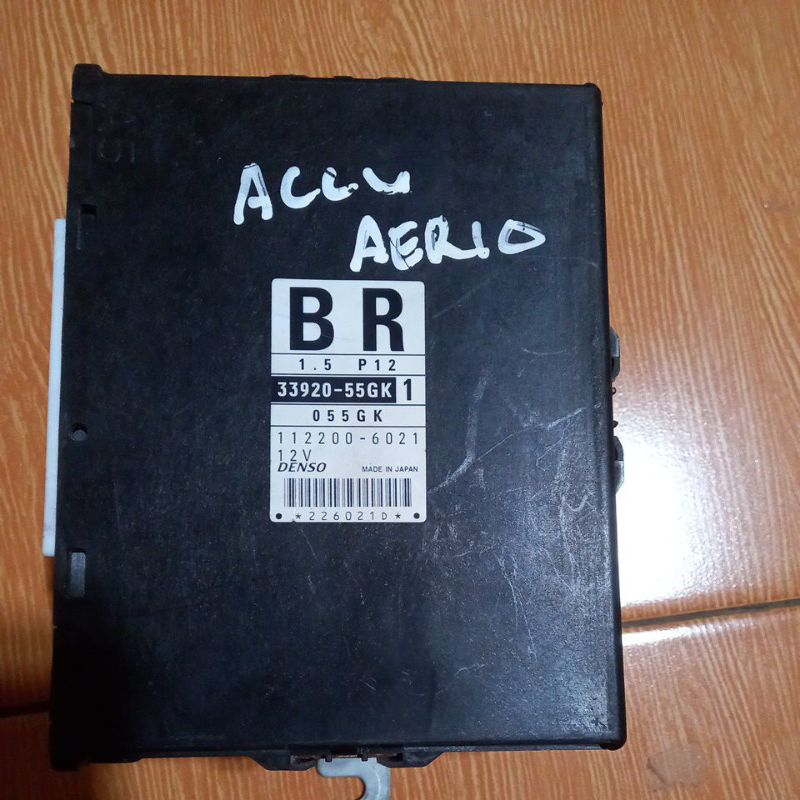 ACCU
AERIO
BR
1.5 P12
33920-55GK 1
055GK
112200-6021
12V
DENSO MADE IN JAPAN
*226021D*